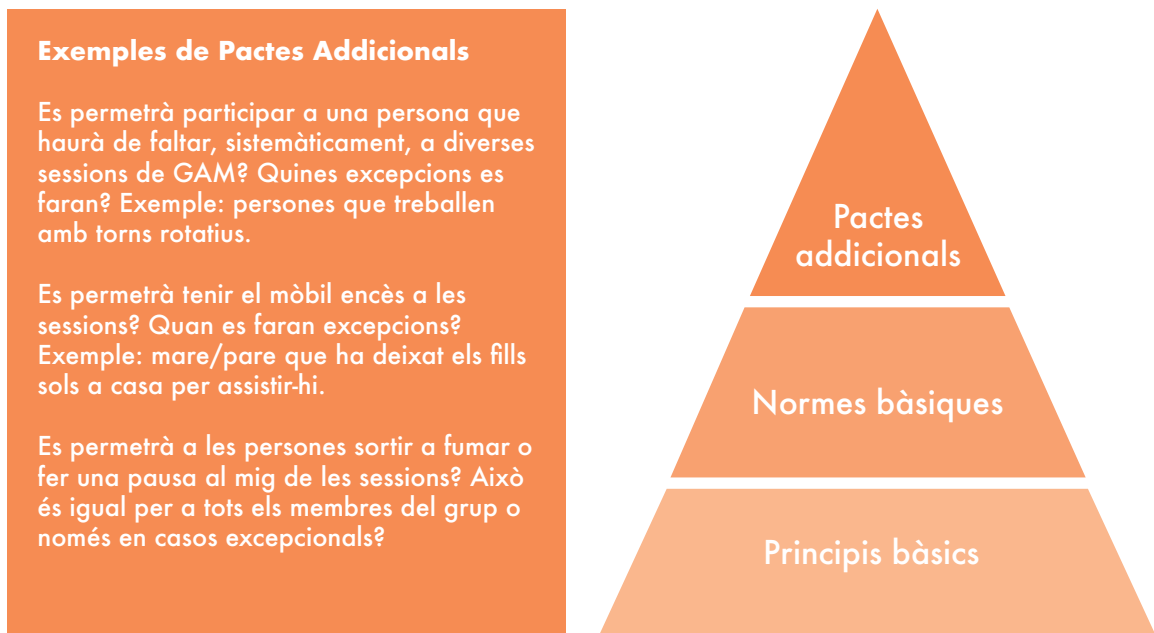 Exemples de Pactes Addicionals
Es permetrà participar a una persona que
haurà de faltar, sistemàticament, a diverses
sessions de GAM? Quines excepcions es
faran? Exemple: persones que treballen
amb torns rotatius.
Es permetrà tenir el mòbil encès a les
sessions? Quan es faran excepcions?
Exemple: mare/pare que ha deixat els fills
sols a casa per assistir-hi.
Es permetrà a les persones sortir a fumar o
fer una pausa al mig de les sessions? Això
és igual per a tots els membres del grup o
només en casos excepcionals?
Pactes
addicionals
Normes bàsiques
Principis bàsics